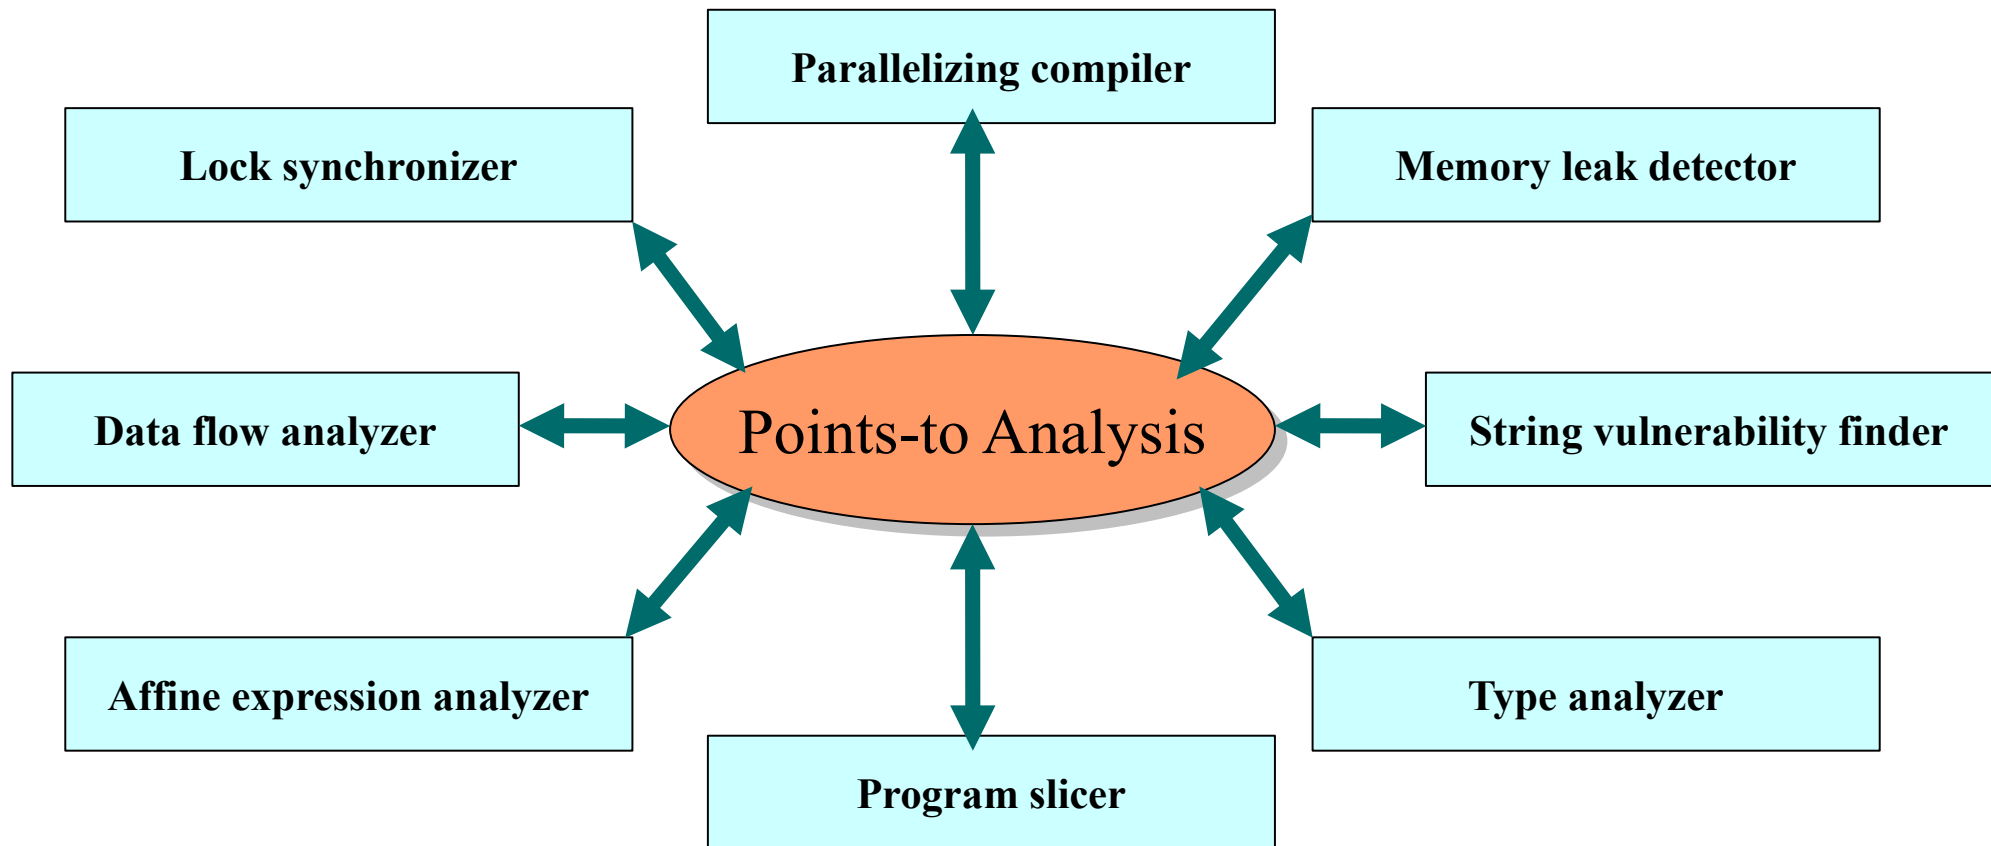 Parallelizing compiler
Lock synchronizer
Memory leak detector
Data flow analyzer
Points-to Analysis
String vulnerability finder
Affine expression analyzer
Type analyzer
Program slicer